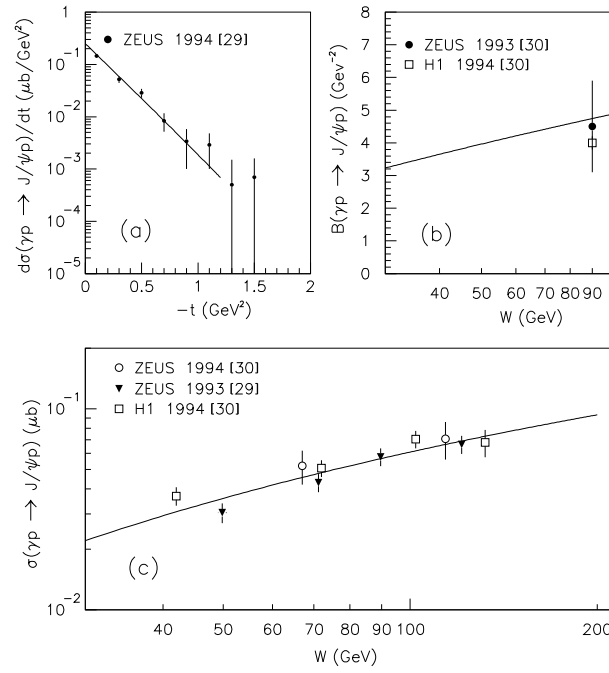 dσ(γp → J/ψp)/dt (μb/GeV²)
10⁻¹
10⁻²
10⁻³
10⁻⁴
10⁻⁵
1
ZEUS 1994 [29]
(a)
0 0.5 1 1.5 2
−t (GeV²)
B(γp → J/ψp) (Gev⁻²)
8
7
6
5
4
3
2
1
0
ZEUS 1993 [30]
H1 1994 [30]
(b)
40 50 60 70 80 90
W (GeV)
σ(γp → J/ψp) (μb)
10⁻¹
10⁻²
ZEUS 1994 [30]
ZEUS 1993 [29]
H1 1994 [30]
(c)
40 50 60 70 80 90 100 200
W (GeV)